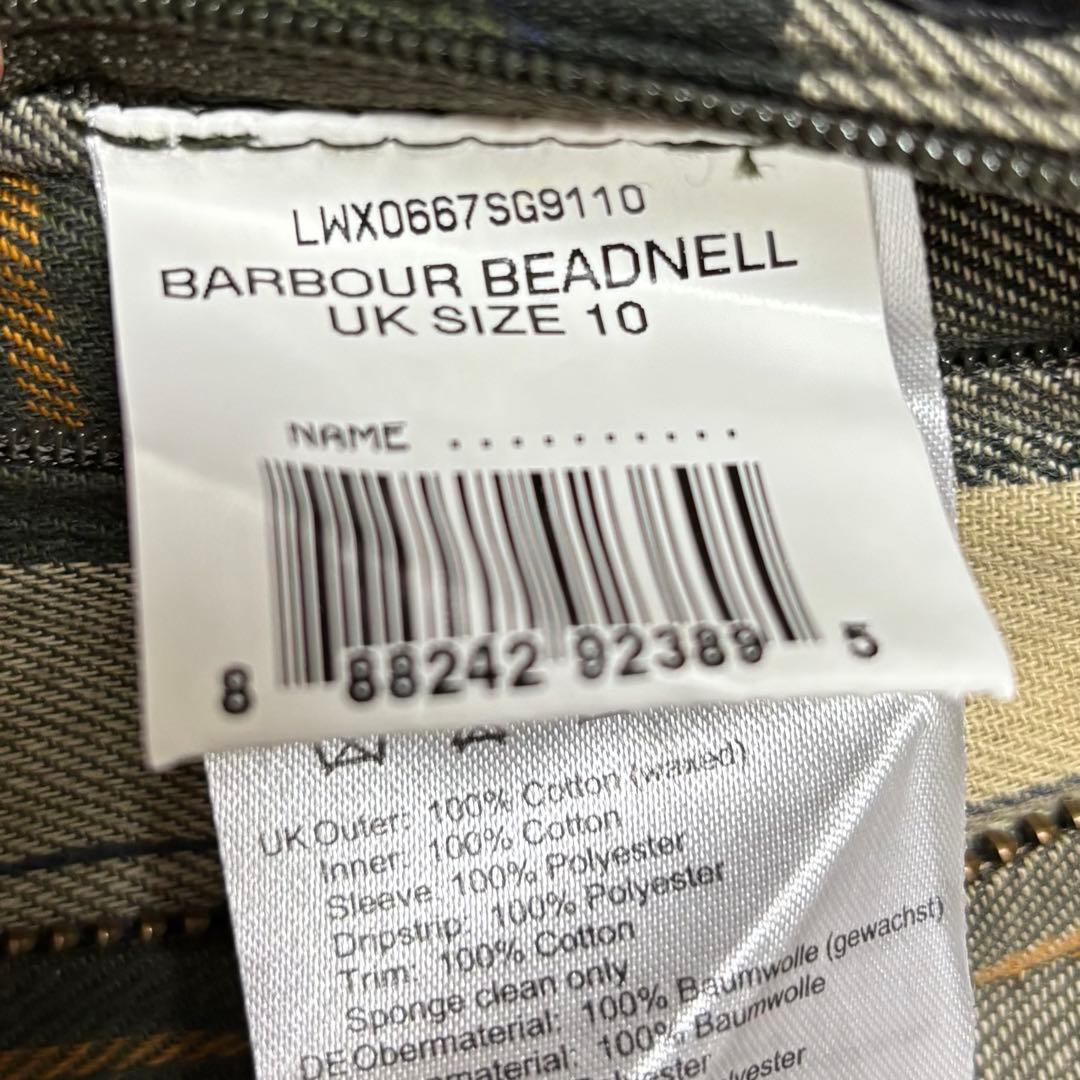 LWX0667SG9110
BARBOUR BEADNELL
UK SIZE 10
NAME ..........
8 88242 92389 5
UK Outer: 100% Cotton (waxed)
Inner: 100% Cotton
Sleeve: 100% Polyester
Dripstrip: 100% Polyester
Trim: 100% Cotton
Sponge clean only
DE Obermaterial: 100% Baumwolle (gewachst)
material: 100% Baumwolle